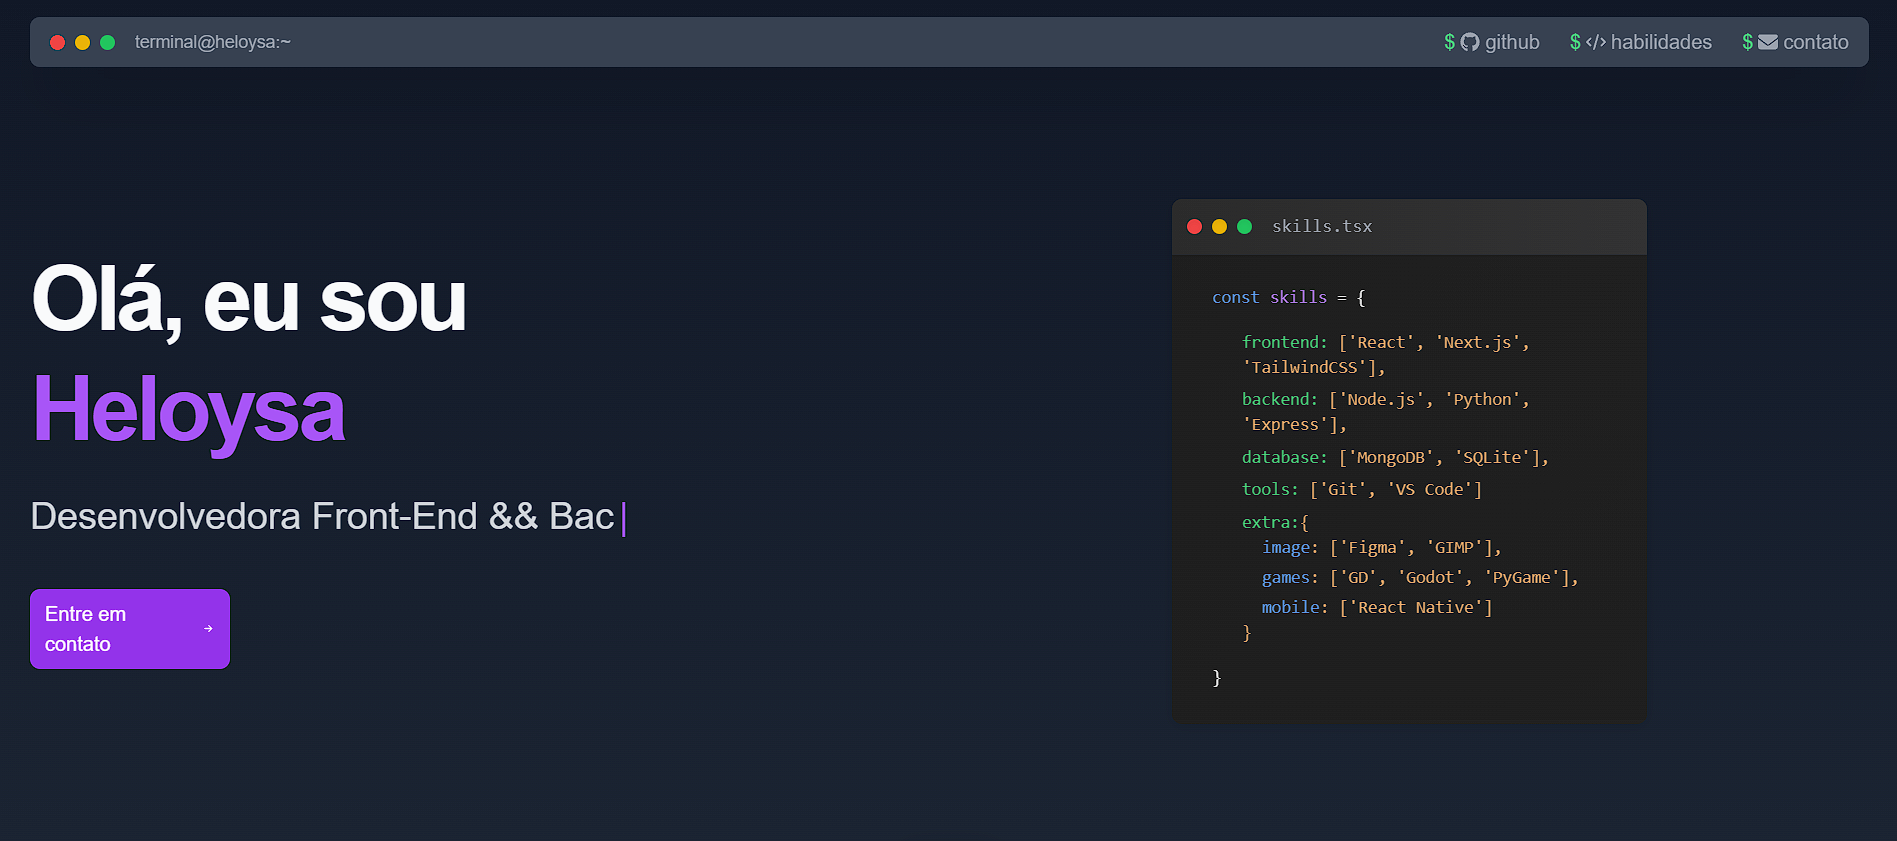 terminal@heloysa:~
$ github
$ </> habilidades
$ contato
Olá, eu sou
Heloysa
Desenvolvedora Front-End && Bac|
Entre em
contato →
skills.tsx
const skills = {
frontend: ['React', 'Next.js',
'TailwindCSS'],
backend: ['Node.js', 'Python',
'Express'],
database: ['MongoDB', 'SQLite'],
tools: ['Git', 'VS Code']
extra:{
image: ['Figma', 'GIMP'],
games: ['GD', 'Godot', 'PyGame'],
mobile: ['React Native']
}
}